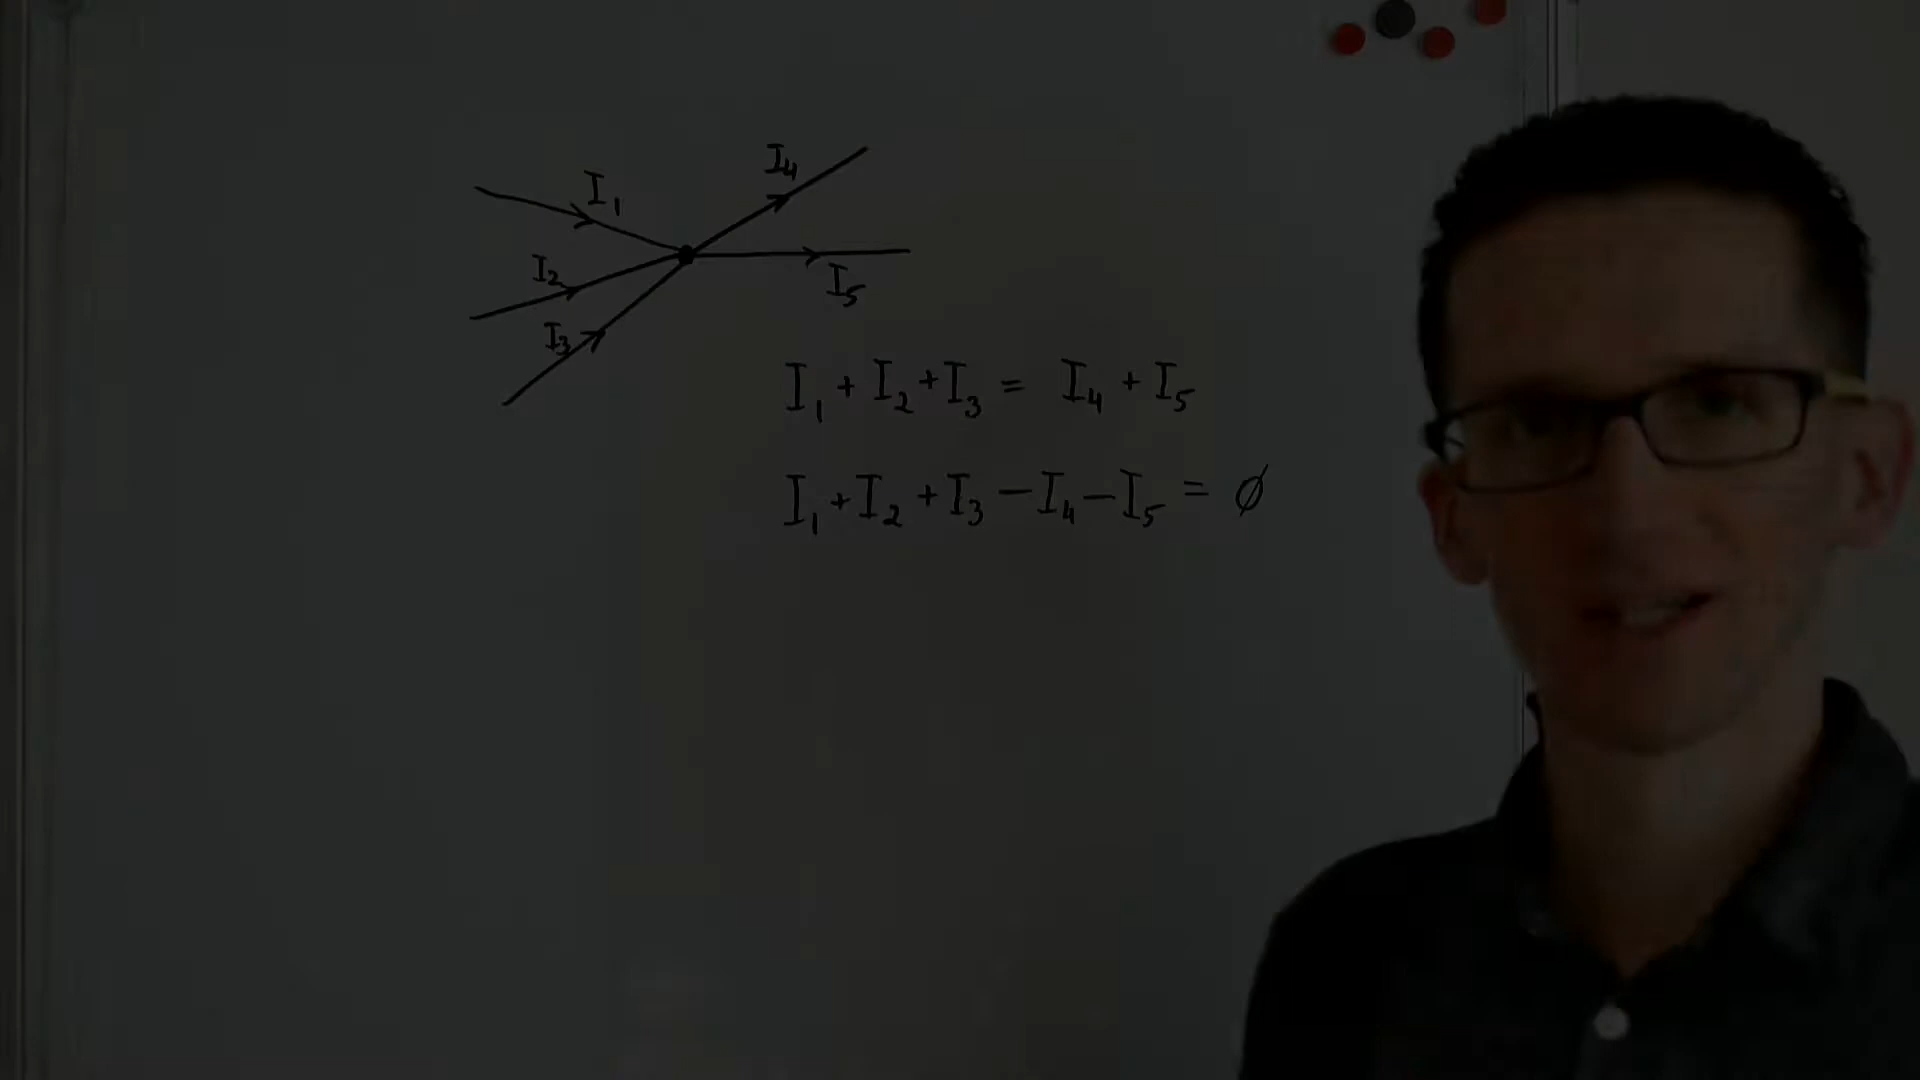 I₁
I₄
I₂
I₅
I₃
I₁ + I₂ + I₃ = I₄ + I₅
I₁ + I₂ + I₃ − I₄ − I₅ = ∅